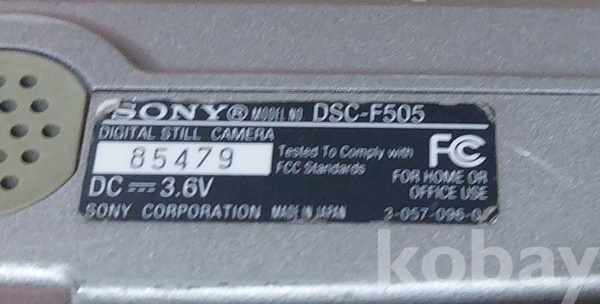 SONY® MODEL NO. DSC-F505
DIGITAL STILL CAMERA
85479
Tested To Comply with
FCC Standards
FC
FOR HOME OR
OFFICE USE
DC ⎓ 3.6V
SONY CORPORATION MADE IN JAPAN 3-057-096-0
kobay